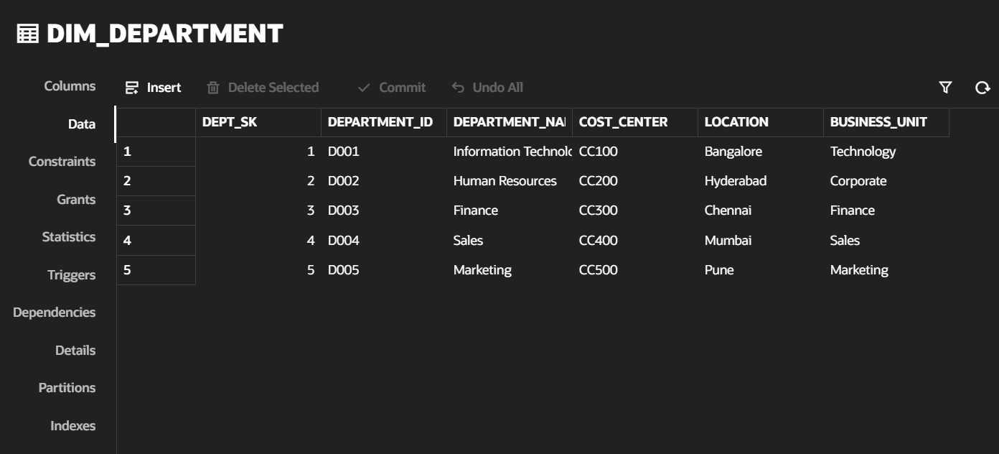 DIM_DEPARTMENT
Columns
Data
Constraints
Grants
Statistics
Triggers
Dependencies
Details
Partitions
Indexes
Insert Delete Selected Commit Undo All
DEPT_SK DEPARTMENT_ID DEPARTMENT_NA COST_CENTER LOCATION BUSINESS_UNIT
1 1 D001 Information Technolo CC100 Bangalore Technology
2 2 D002 Human Resources CC200 Hyderabad Corporate
3 3 D003 Finance CC300 Chennai Finance
4 4 D004 Sales CC400 Mumbai Sales
5 5 D005 Marketing CC500 Pune Marketing